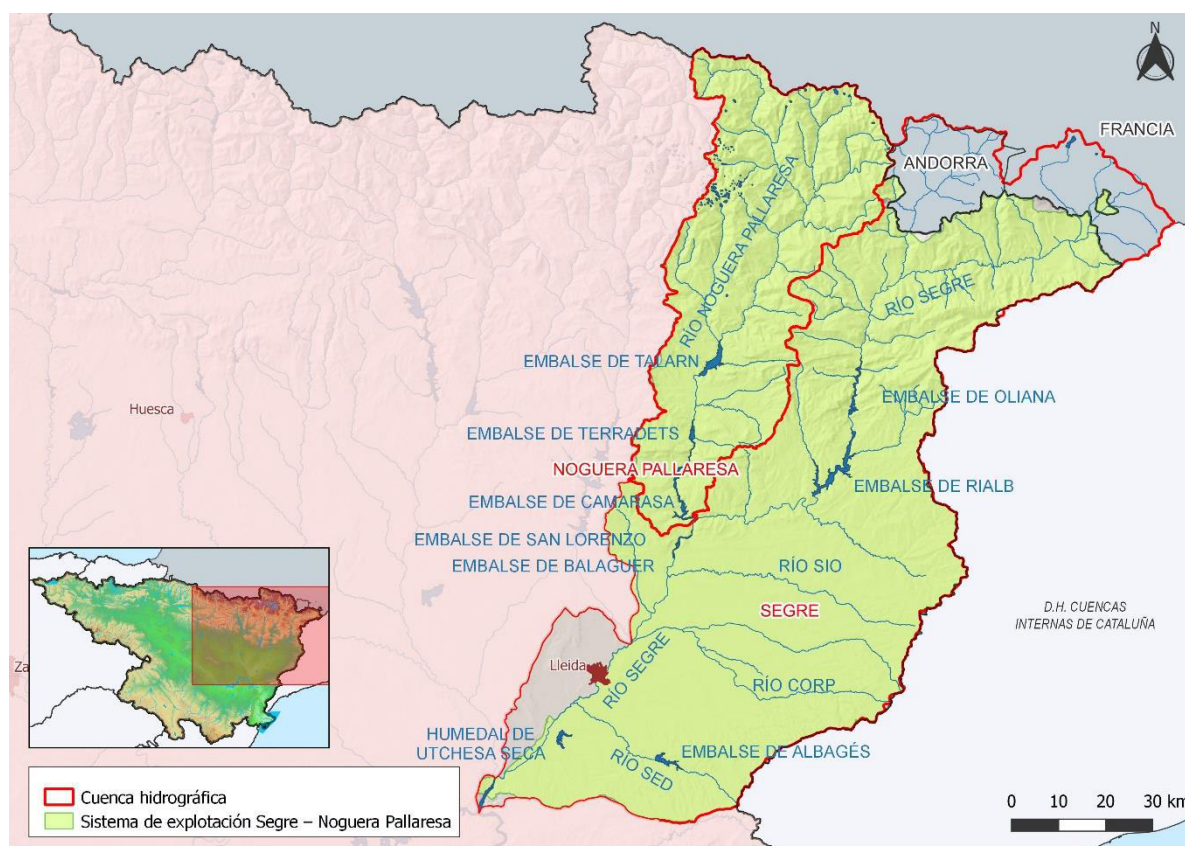 N
FRANCIA
ANDORRA
RÍO NOGUERA PALLARESA
RÍO SEGRE
EMBALSE DE TALARN
EMBALSE DE OLIANA
Huesca
EMBALSE DE TERRADETS
NOGUERA PALLARESA
EMBALSE DE RIALB
EMBALSE DE CAMARASA
EMBALSE DE SAN LORENZO
EMBALSE DE BALAGUER
RÍO SIO
SEGRE
D.H. CUENCAS
INTERNAS DE CATALUÑA
Za
Lleida
RÍO SEGRE
RÍO CORP
HUMEDAL DE
UTCHESA SECA
EMBALSE DE ALBAGÉS
RÍO SED
Cuenca hidrográfica
Sistema de explotación Segre – Noguera Pallaresa
0 10 20 30 km